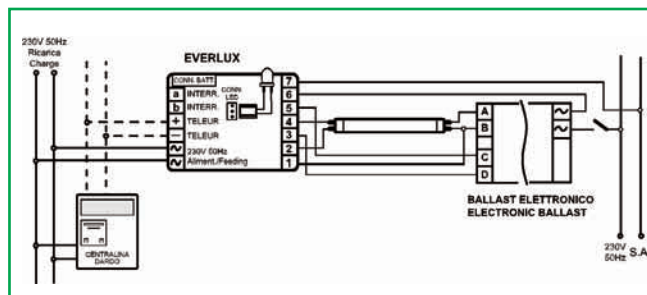 230V 50Hz
Ricarica
Charge
EVERLUX
CONN. BATT.
a INTERR.
b INTERR.
+ TELEUR
− TELEUR
~ 230V 50Hz
~ Aliment./Feeding
CONN.
LED
7
6
5
4
3
2
1
A
B
C
D
~
~
BALLAST ELETTRONICO
ELECTRONIC BALLAST
CENTRALINA
DARDO
230V
50Hz
S.A